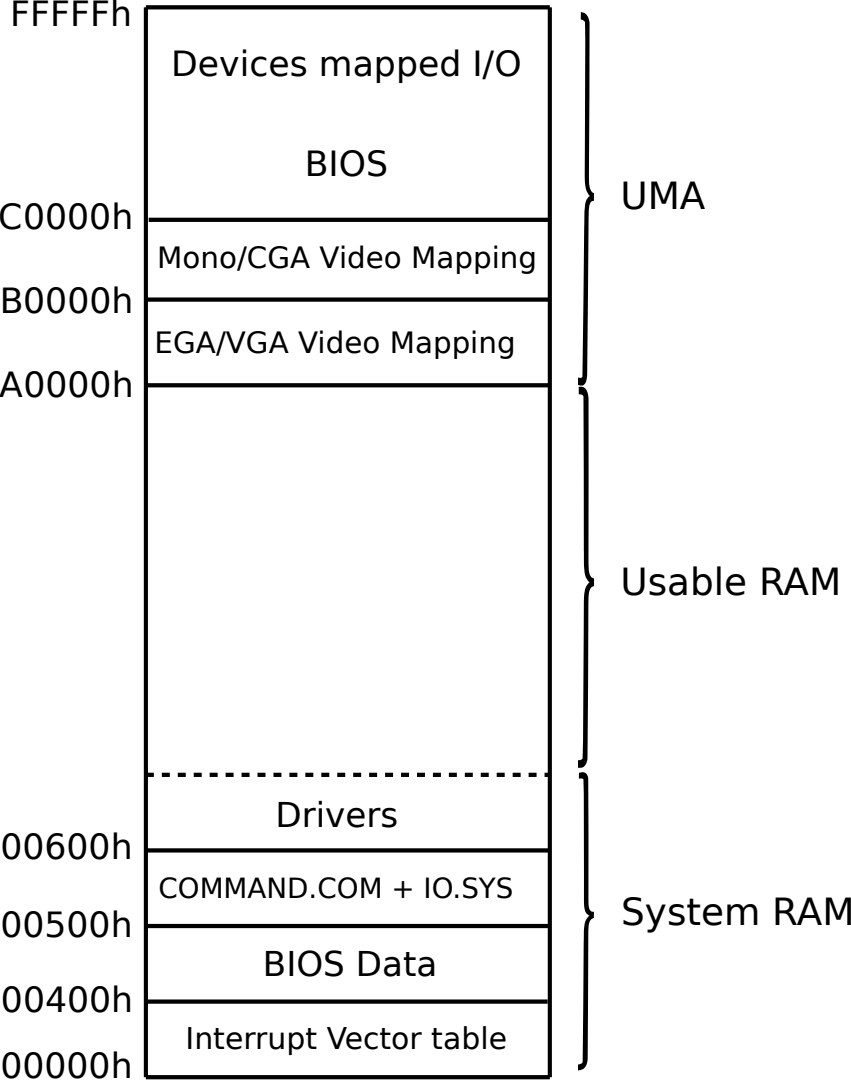 FFFFFh
Devices mapped I/O
BIOS
UMA
C0000h
Mono/CGA Video Mapping
B0000h
EGA/VGA Video Mapping
A0000h
Usable RAM
Drivers
00600h
COMMAND.COM + IO.SYS
System RAM
00500h
BIOS Data
00400h
Interrupt Vector table
00000h